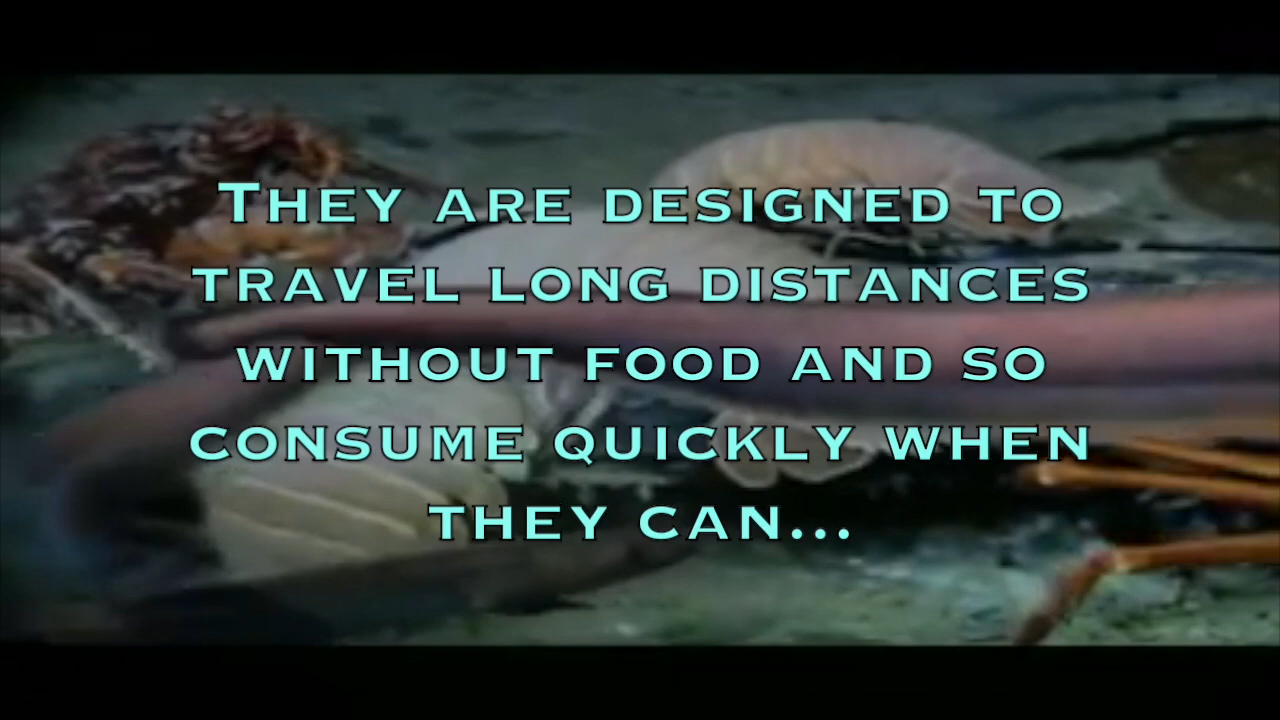 They are designed to
travel long distances
without food and so
consume quickly when
they can...